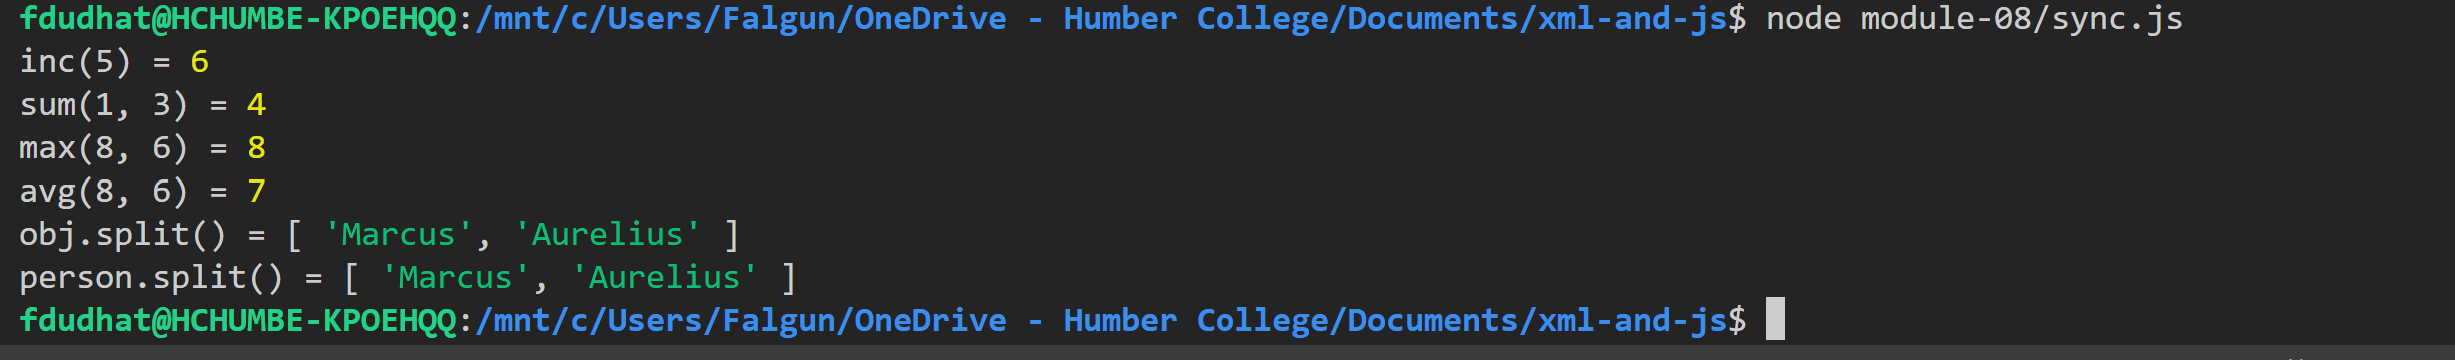 fdudhat@HCHUMBE-KPOEHQQ:/mnt/c/Users/Falgun/OneDrive - Humber College/Documents/xml-and-js$ node module-08/sync.js
inc(5) = 6
sum(1, 3) = 4
max(8, 6) = 8
avg(8, 6) = 7
obj.split() = [ 'Marcus', 'Aurelius' ]
person.split() = [ 'Marcus', 'Aurelius' ]
fdudhat@HCHUMBE-KPOEHQQ:/mnt/c/Users/Falgun/OneDrive - Humber College/Documents/xml-and-js$